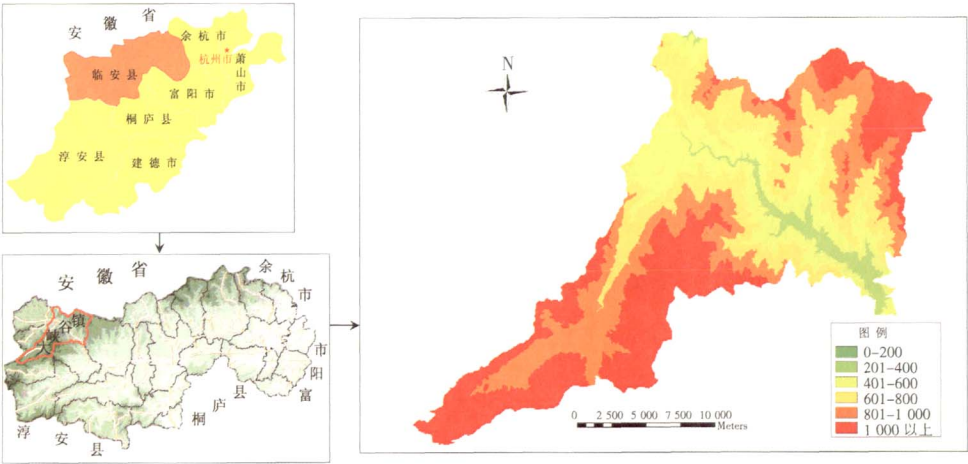 安徽省
余杭市
杭州市
萧山市
临安县
富阳市
桐庐县
淳安县
建德市
安徽省
余杭市
大峡谷镇
富阳市
桐庐县
淳安县
N
0 2 500 5 000 7 500 10 000
Meters
图例
0-200
201-400
401-600
601-800
801-1 000
1 000 以上